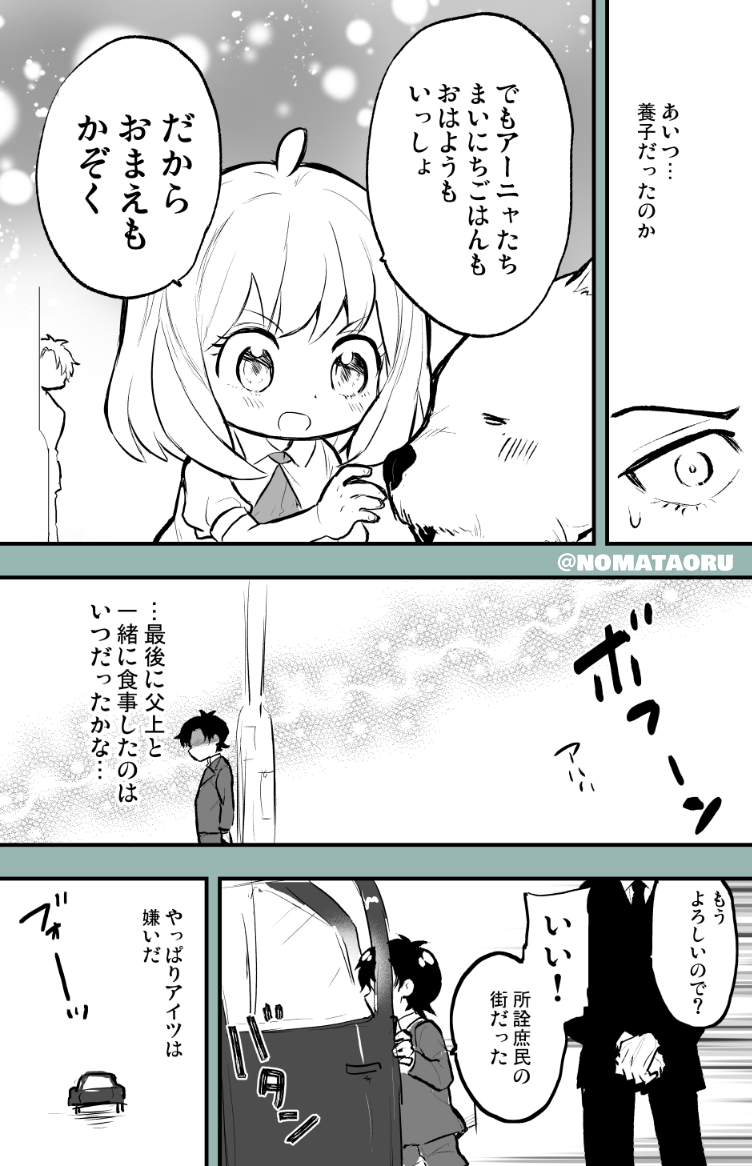 あいつ…
養子だったのか
でもアーニャたち
まいにちごはんも
おはようも
いっしょ
だから
おまえも
かぞく
@NOMATAORU
ボフーン
アハハ
…最後に父上と
一緒に食事したのは
いつだったかな…
もう
よろしいので？
いい！
所詮庶民の
街だった
バタン
やっぱりアイツは
嫌いだ
ブォーッ